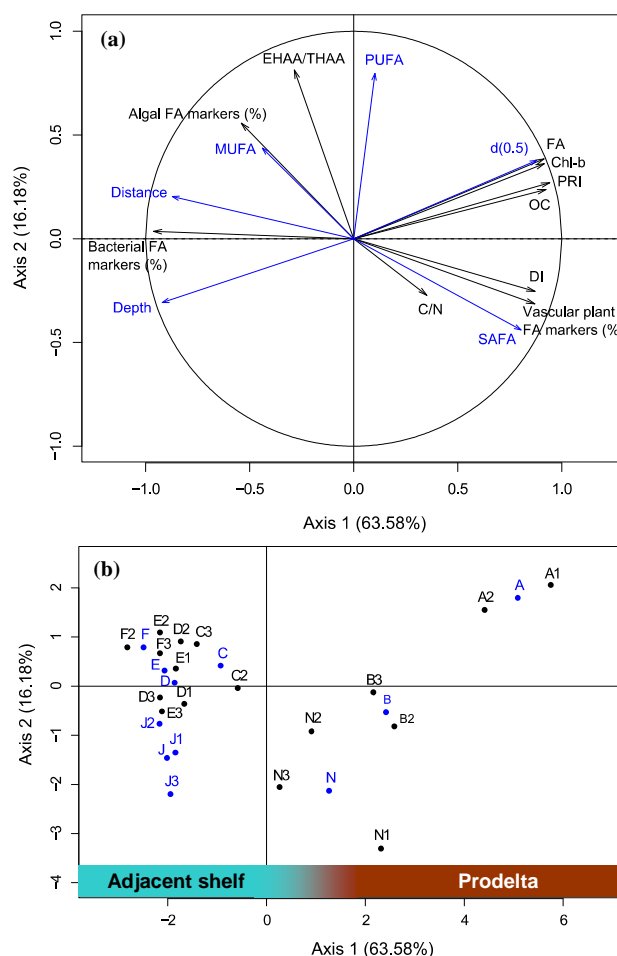 (a)
EHAA/THAA
PUFA
Algal FA markers (%)
MUFA
d(0.5)
FA
Chl-b
PRI
OC
Distance
Bacterial FA
markers (%)
Depth
DI
C/N
Vascular plant
FA markers (%
SAFA
1.0
0.5
0.0
-0.5
-1.0
Axis 2 (16.18%)
-1.0 -0.5 0.0 0.5 1.0
Axis 1 (63.58%)
(b)
A A1
A2
E2 D2 C3
F2 F F3
E E1 C
D C2
B3
B
B2
D3 D1
E3
J2
N2
J J1
J3
N3 N
N1
2
1
0
−1
−2
−3
−4
Axis 2 (16.18%)
Adjacent shelf Prodelta
−2 0 2 4 6
Axis 1 (63.58%)